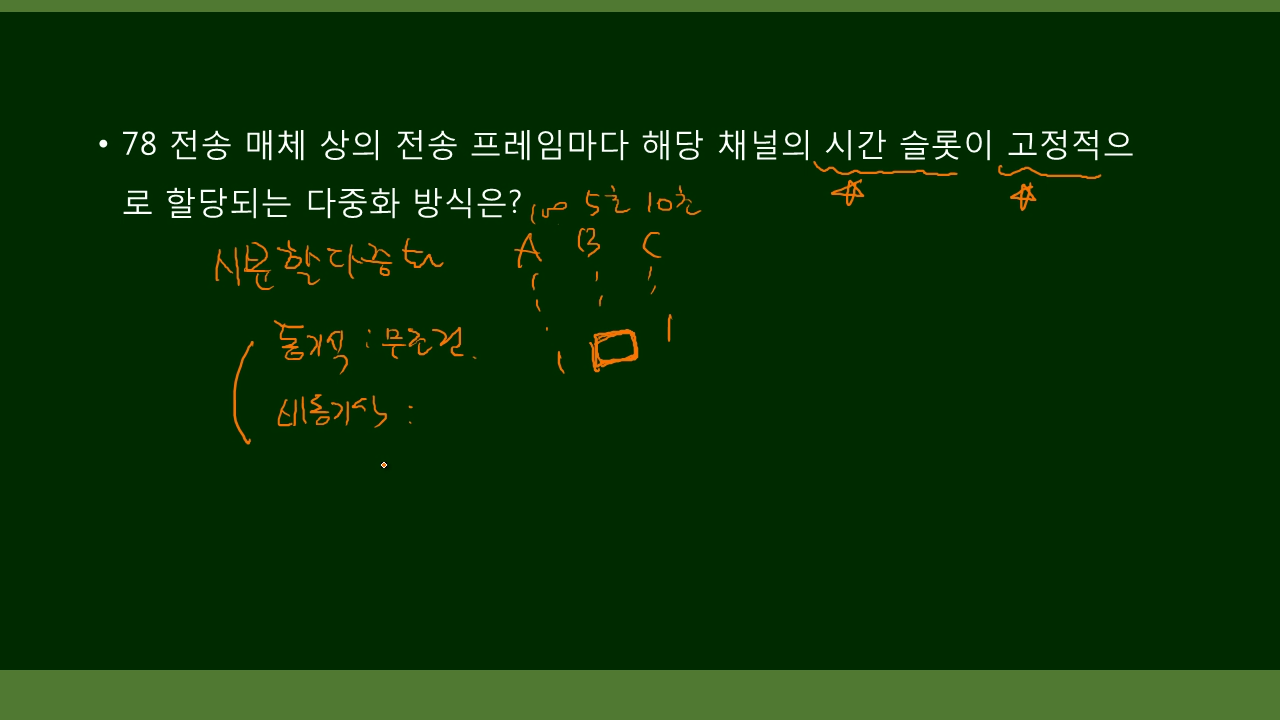 • 78 전송 매체 상의 전송 프레임마다 해당 채널의 시간 슬롯이 고정적으
로 할당되는 다중화 방식은?
100 5초 10초
A B C
시분할다중화
동기식 : 무조건.
비동기식 :